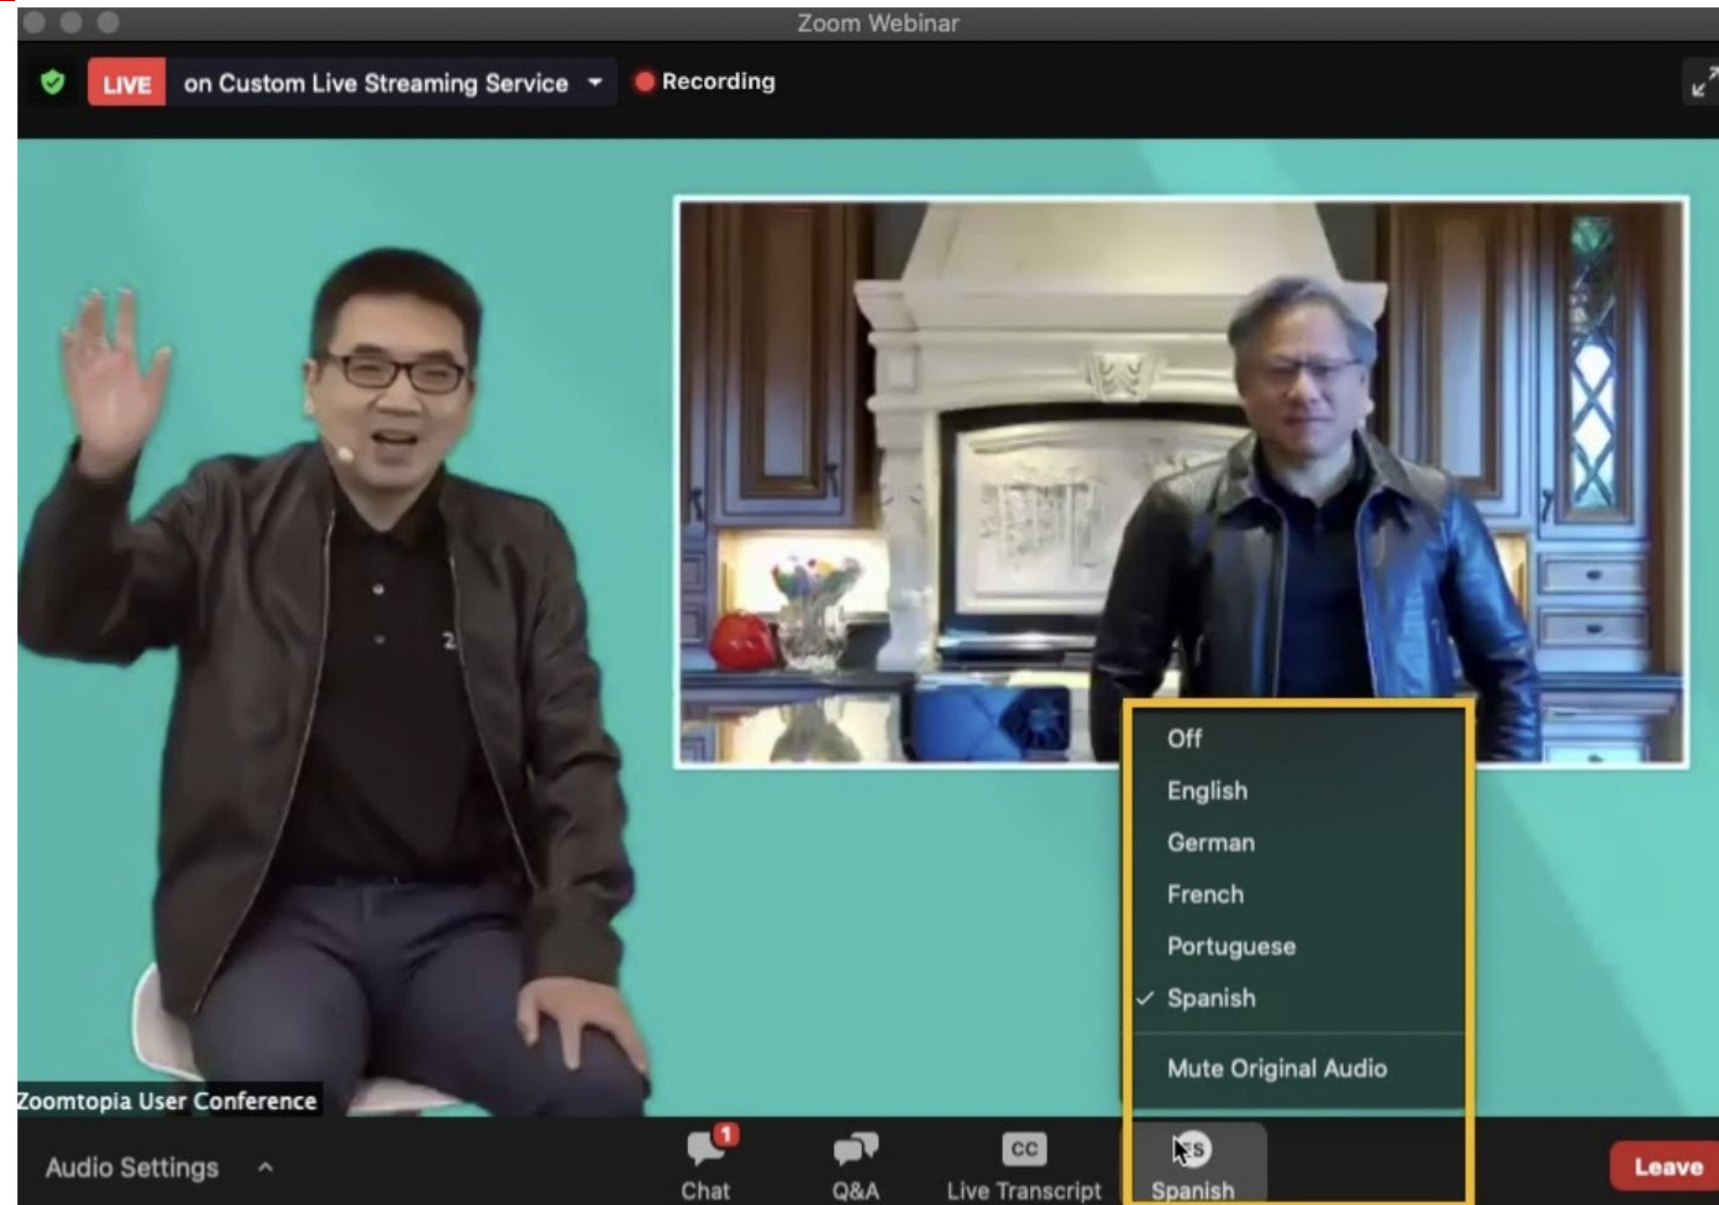 Zoom Webinar
LIVE on Custom Live Streaming Service Recording
Off
English
German
French
Portuguese
Spanish
Mute Original Audio
Zoomtopia User Conference
Audio Settings
1
Chat
Q&A
CC
Live Transcript
Spanish
Leave